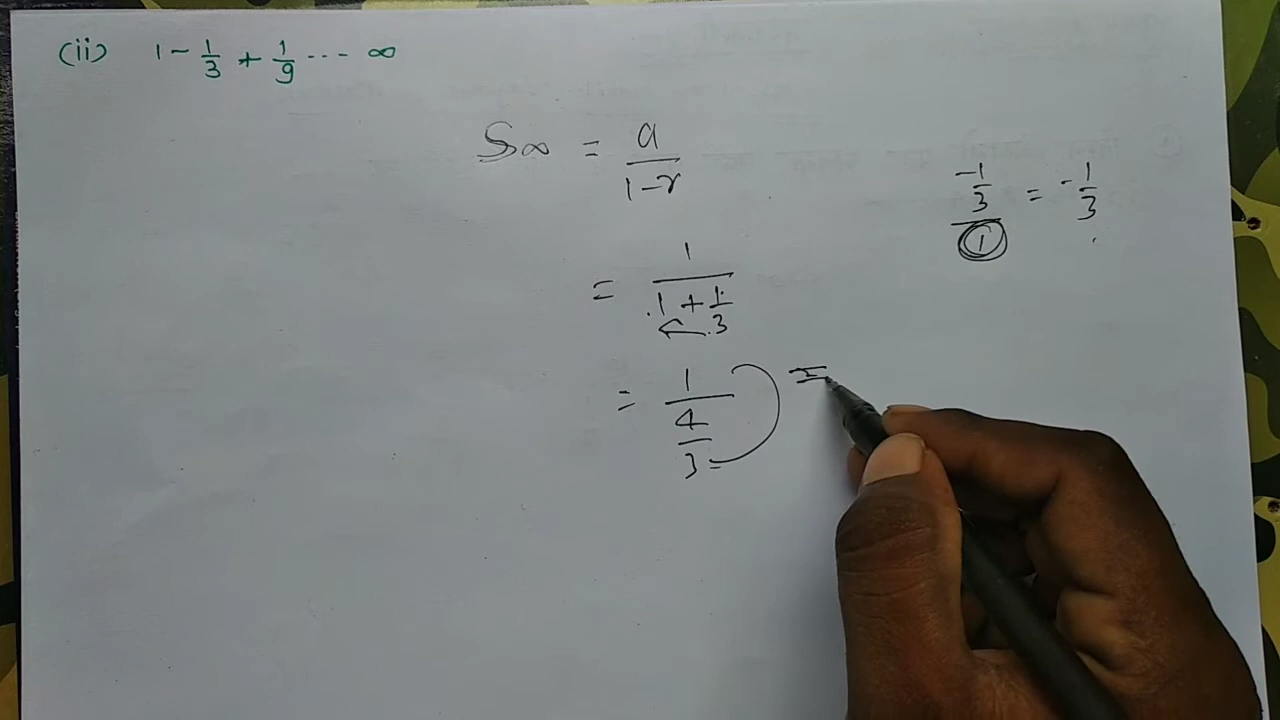 (ii) 1 - 1/3 + 1/9 ... ∞
S∞ = a/(1-r)
(-1/3)/1 = -1/3
= 1/(1 + 1/3)
= 1/(4/3) =